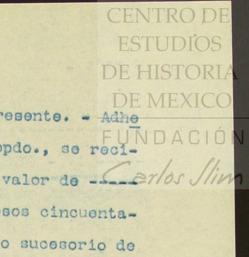 CENTRO DE
ESTUDIOS
DE HISTORIA
DE MEXICO
FUNDACIÓN
Carlos Slim
resente. - Adhe
opdo., se reci-
valor de -----
sos cincuenta-
o sucesorio de